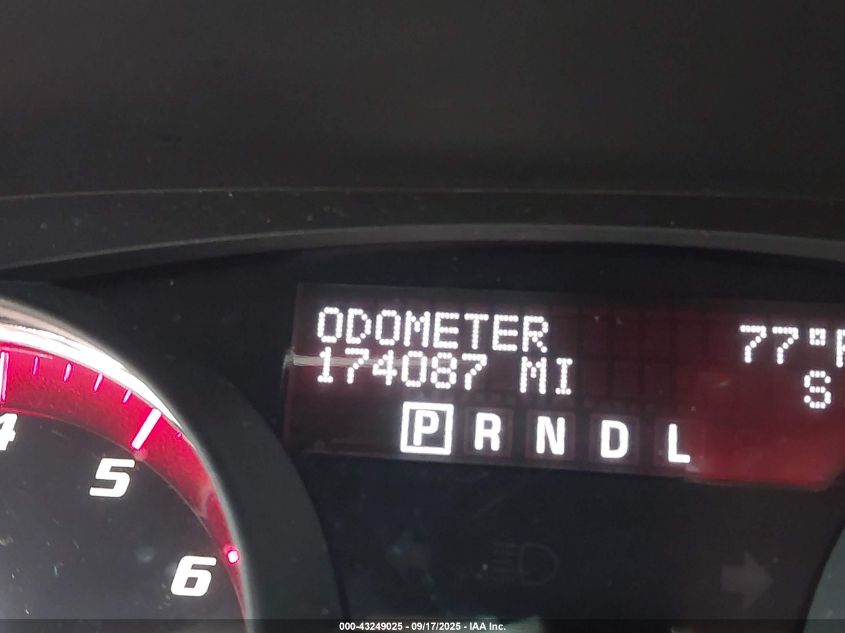 ODOMETER 77°F
174087 MI S
P R N D L
4
5
6
000-43249025 - 09/17/2025 - IAA Inc.